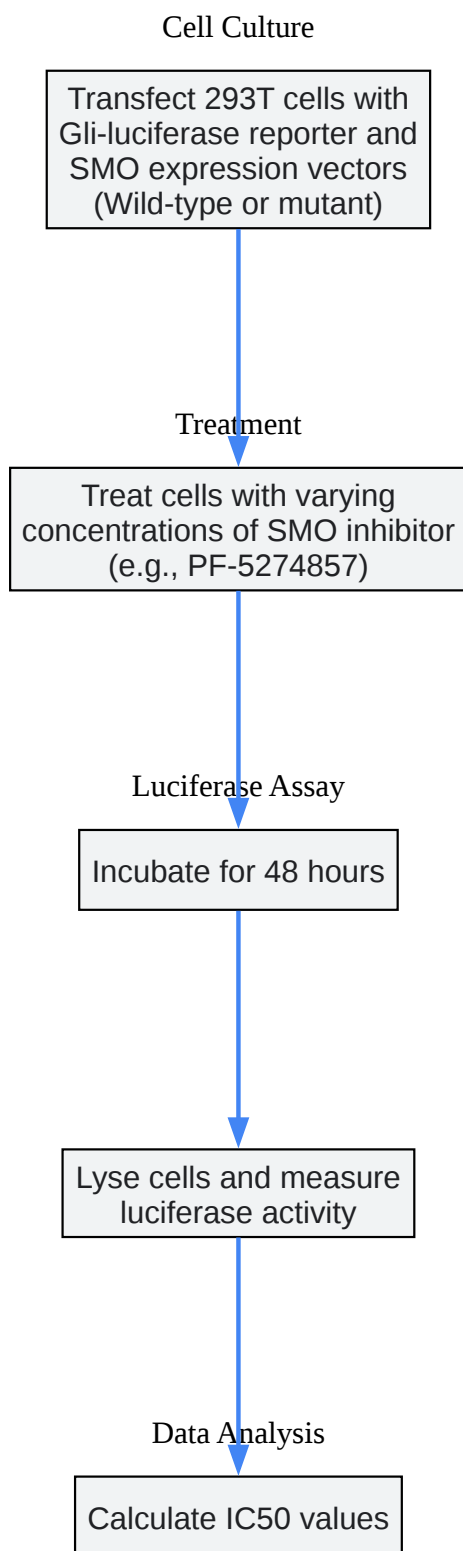 Cell Culture
Transfect 293T cells with
Gli-luciferase reporter and
SMO expression vectors
(Wild-type or mutant)
Treatment
Treat cells with varying
concentrations of SMO inhibitor
(e.g., PF-5274857)
Luciferase Assay
Incubate for 48 hours
Lyse cells and measure
luciferase activity
Data Analysis
Calculate IC50 values